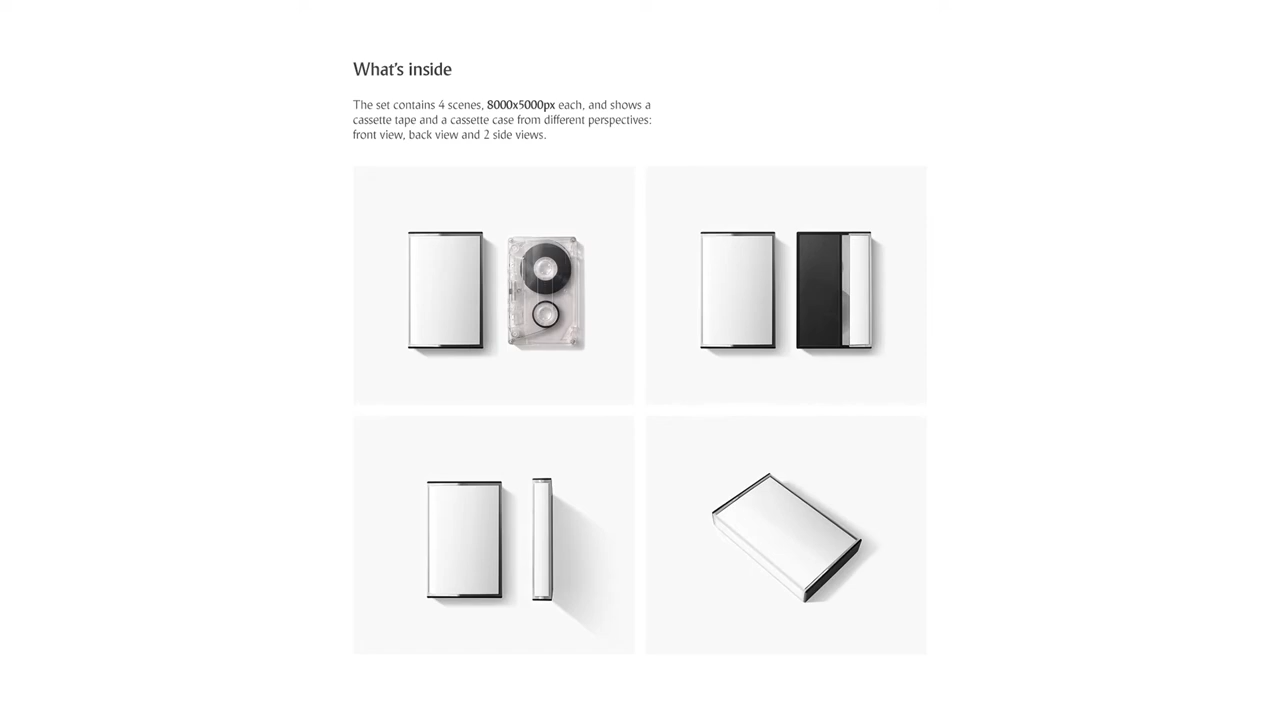 What's inside
The set contains 4 scenes, 8000x5000px each, and shows a
cassette tape and a cassette case from different perspectives:
front view, back view and 2 side views.